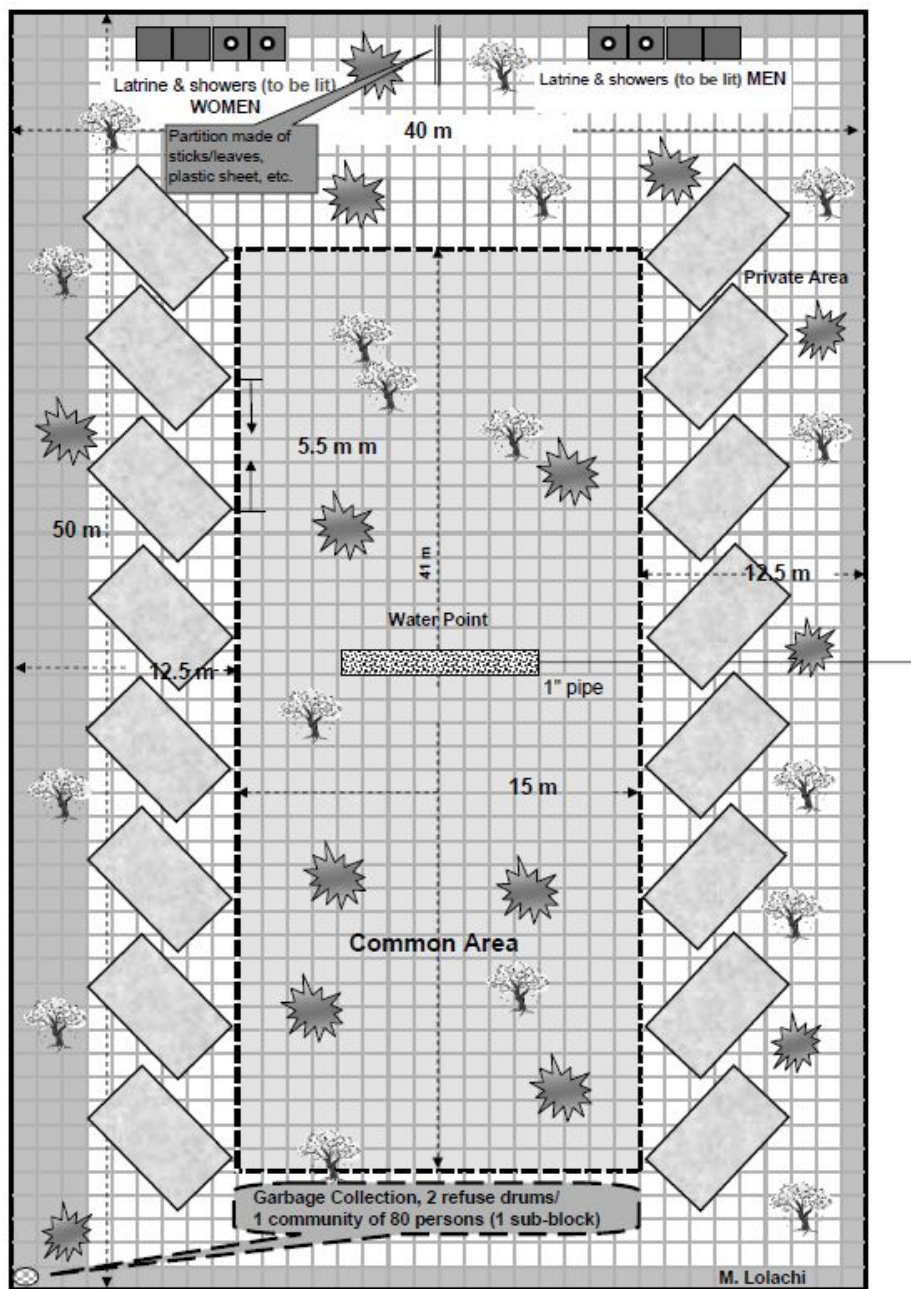 Latrine & showers (to be lit)
WOMEN
Latrine & showers (to be lit) MEN
40 m
Partition made of
sticks/leaves,
plastic sheet, etc.
Private Area
5.5 m m
50 m
41 m
12.5 m
Water Point
12.5 m
1" pipe
15 m
Common Area
Garbage Collection, 2 refuse drums/
1 community of 80 persons (1 sub-block)
M. Lolachi